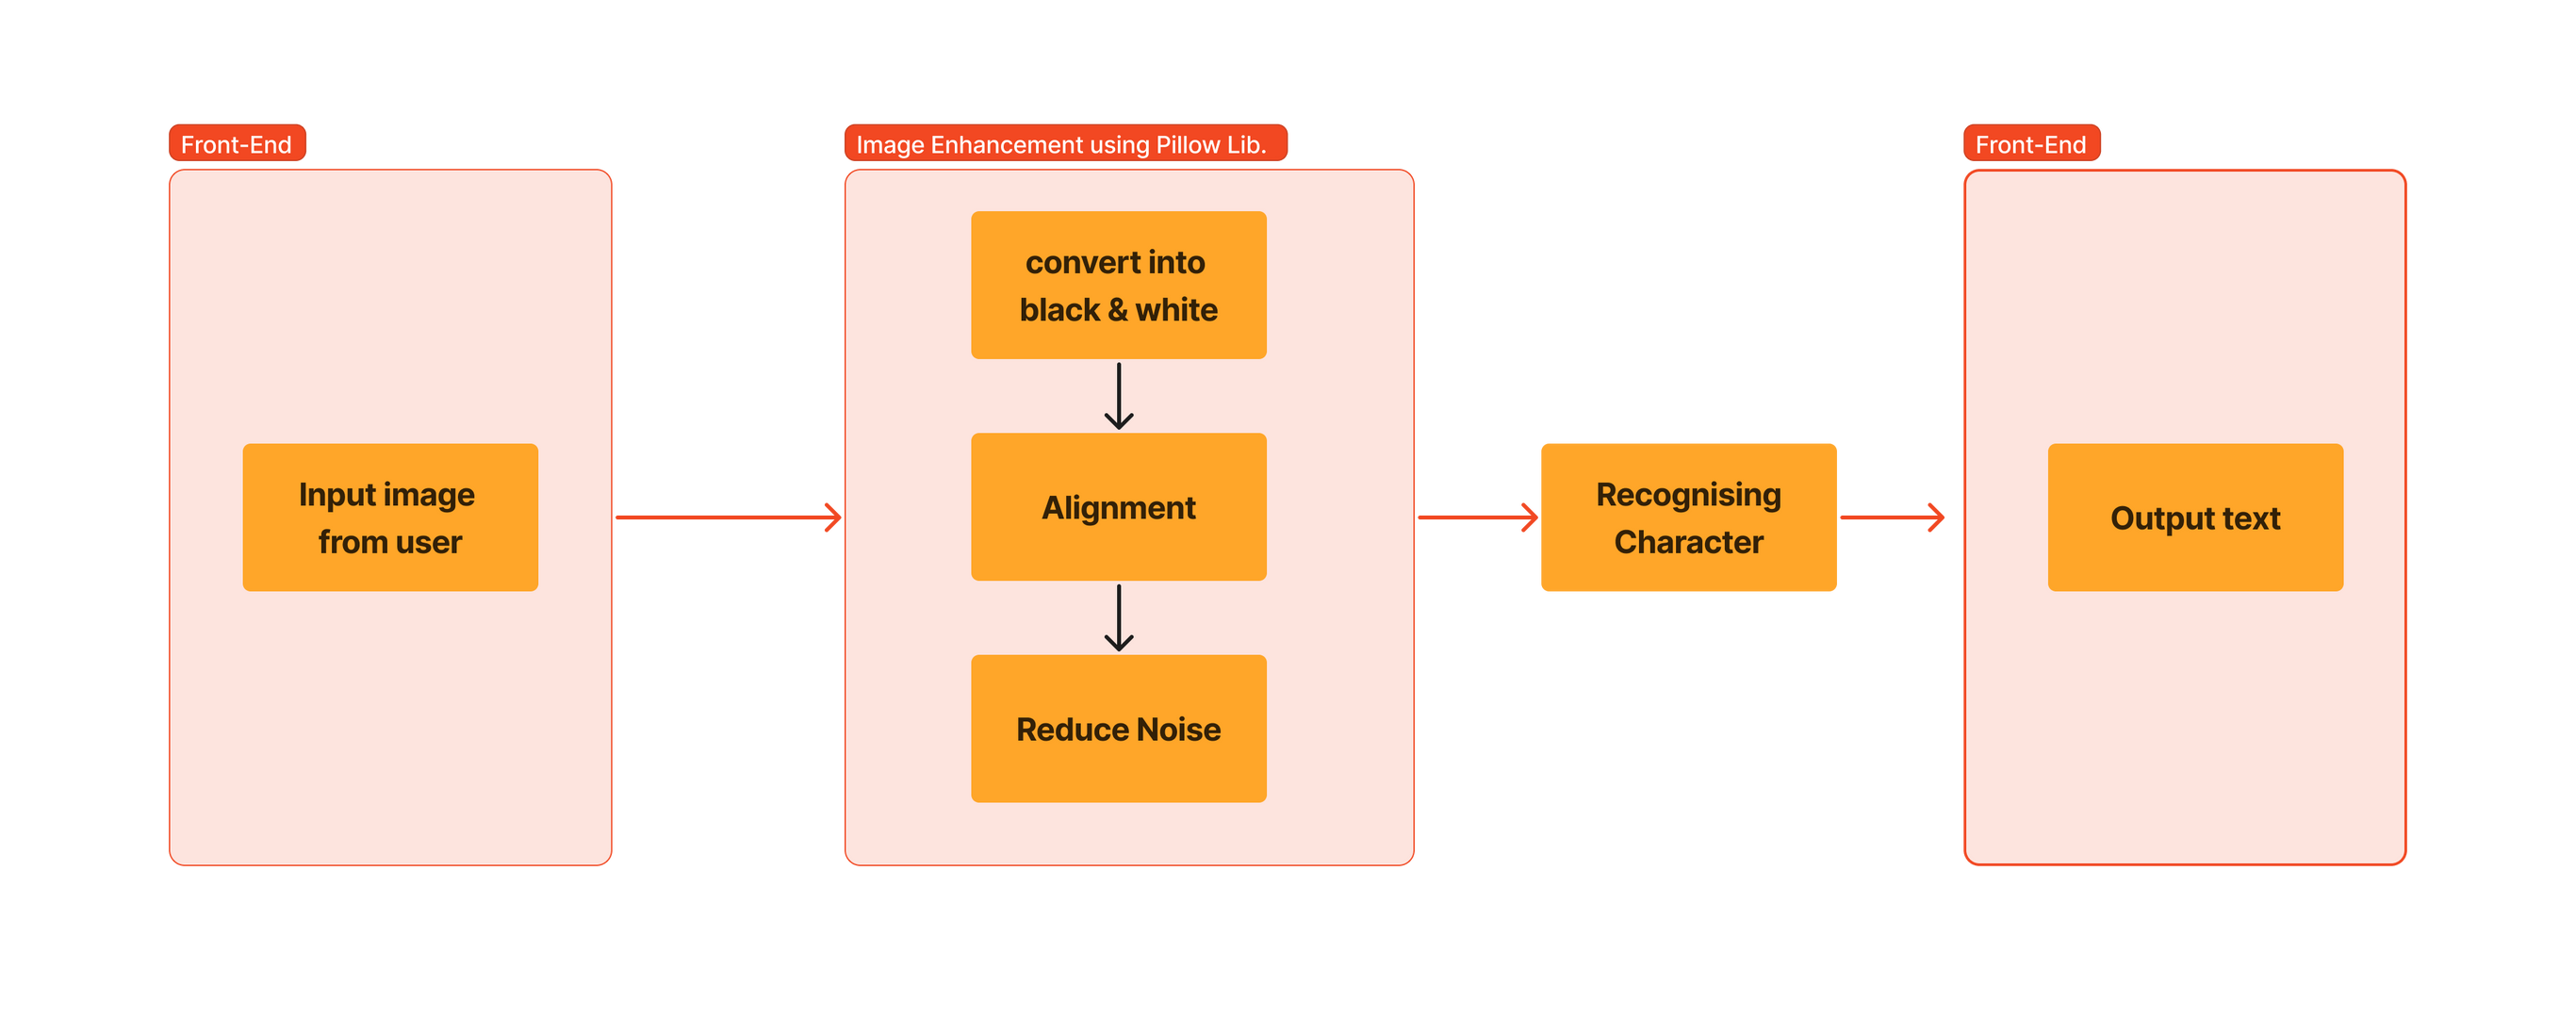 Front-End
Input image
from user
Image Enhancement using Pillow Lib.
convert into
black & white
Alignment
Reduce Noise
Recognising
Character
Front-End
Output text